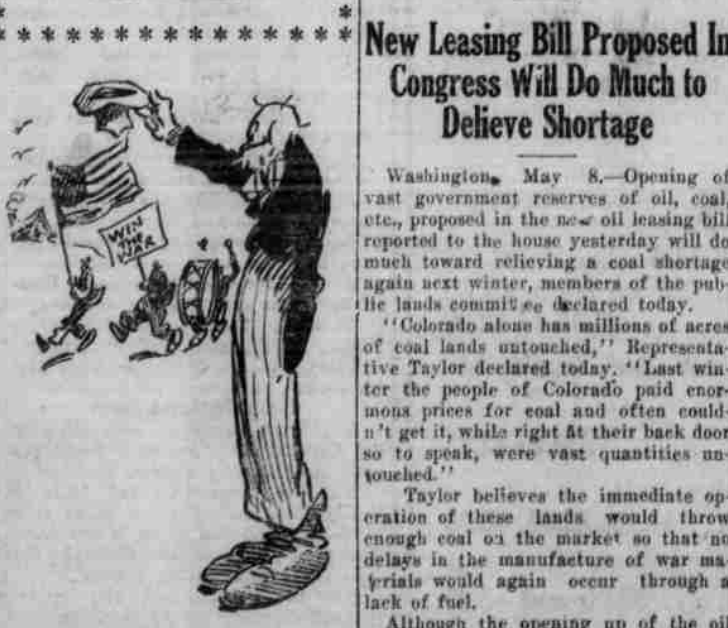 * * * * * * * * * * * * * * *
WIN
THE
WAR
New Leasing Bill Proposed In
Congress Will Do Much to
Delieve Shortage
Washington, May 8.—Opening of
vast government reserves of oil, coal,
etc., proposed in the new oil leasing bill
reported to the house yesterday will do
much toward relieving a coal shortage
again next winter, members of the pub-
lic lands committee declared today.
"Colorado alone has millions of acres
of coal lands untouched," Representa-
tive Taylor declared today. "Last win-
ter the people of Colorado paid enor-
mous prices for coal and often could-
n't get it, while right at their back door
so to speak, were vast quantities un-
touched."
Taylor believes the immediate op-
eration of these lands would throw
enough coal on the market so that no
delays in the manufacture of war ma-
terials would again occur through a
lack of fuel.
Although the opening up of the oil